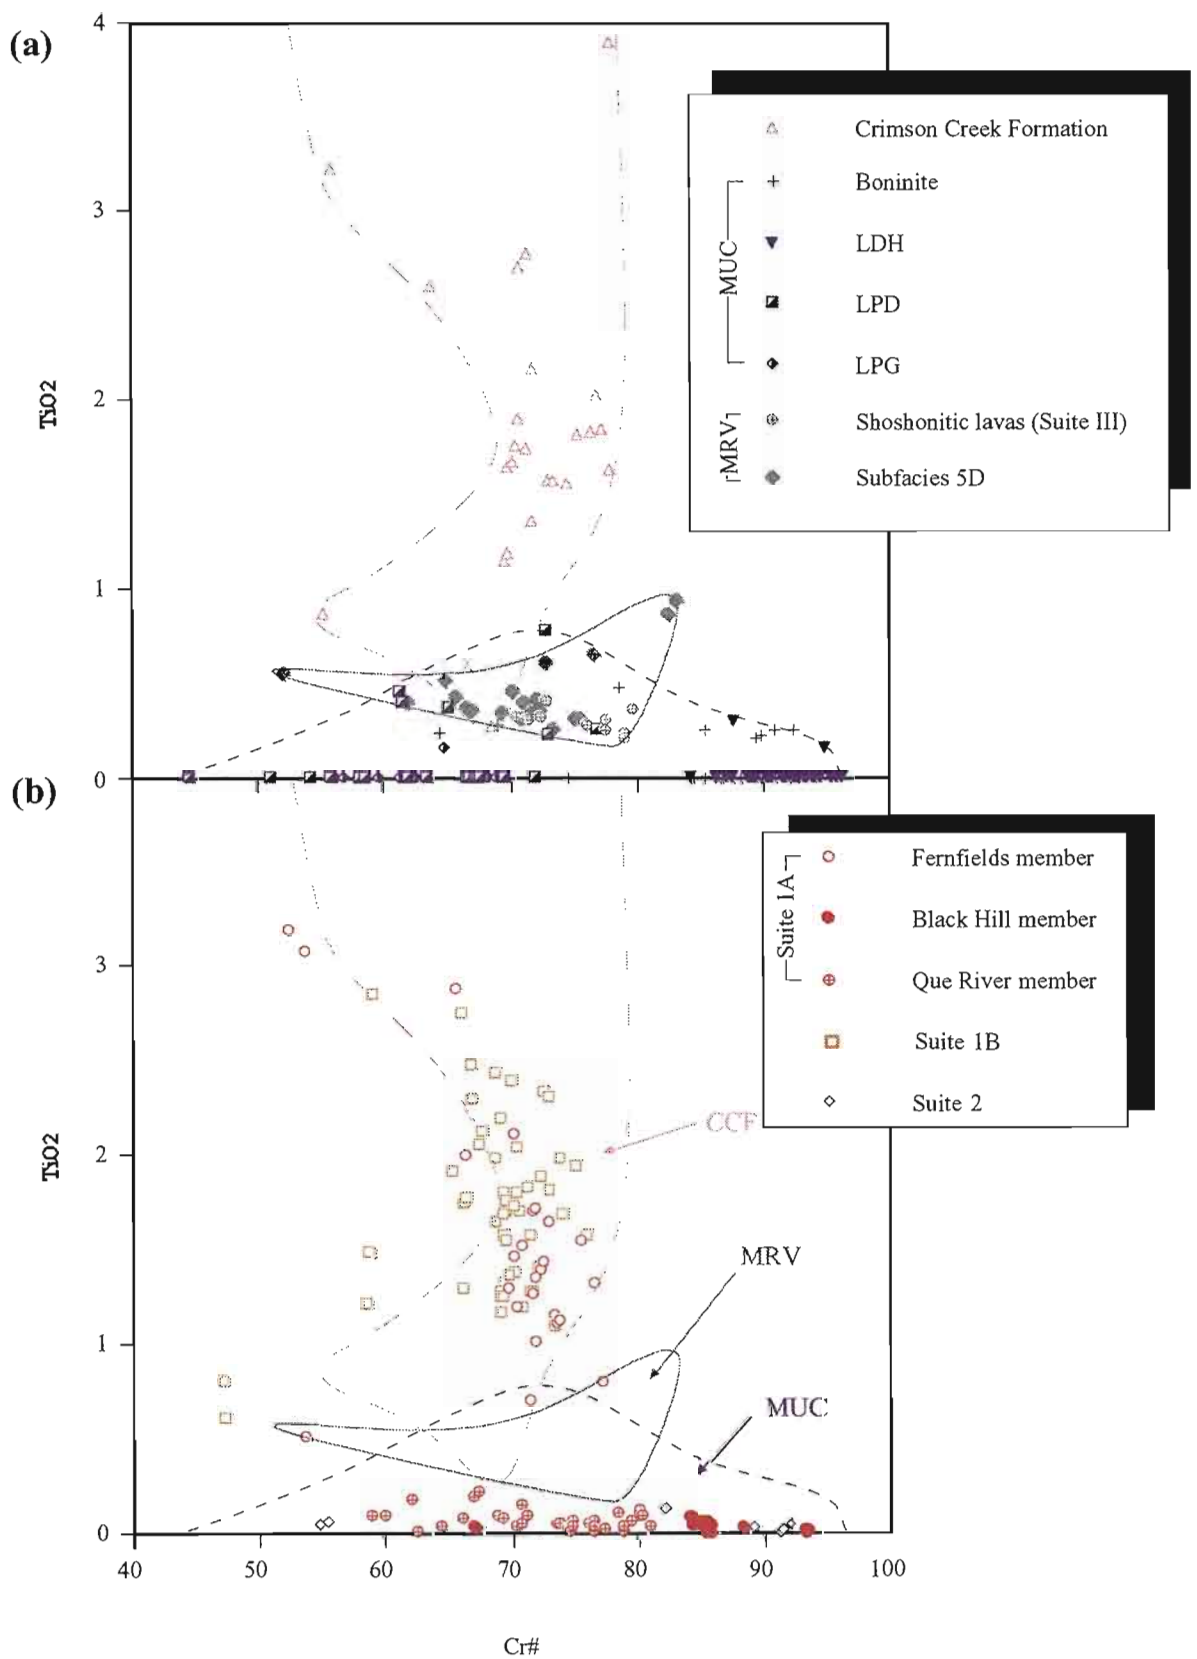 (a)
4
3
2
1
0
TiO2
Crimson Creek Formation
Boninite
LDH
LPD
LPG
Shoshonitic lavas (Suite III)
Subfacies 5D
MUC
MRV
(b)
3
2
1
0
TiO2
Fernfields member
Black Hill member
Que River member
Suite 1B
Suite 2
Suite 1A
CCF
MRV
MUC
40 50 60 70 80 90 100
Cr#